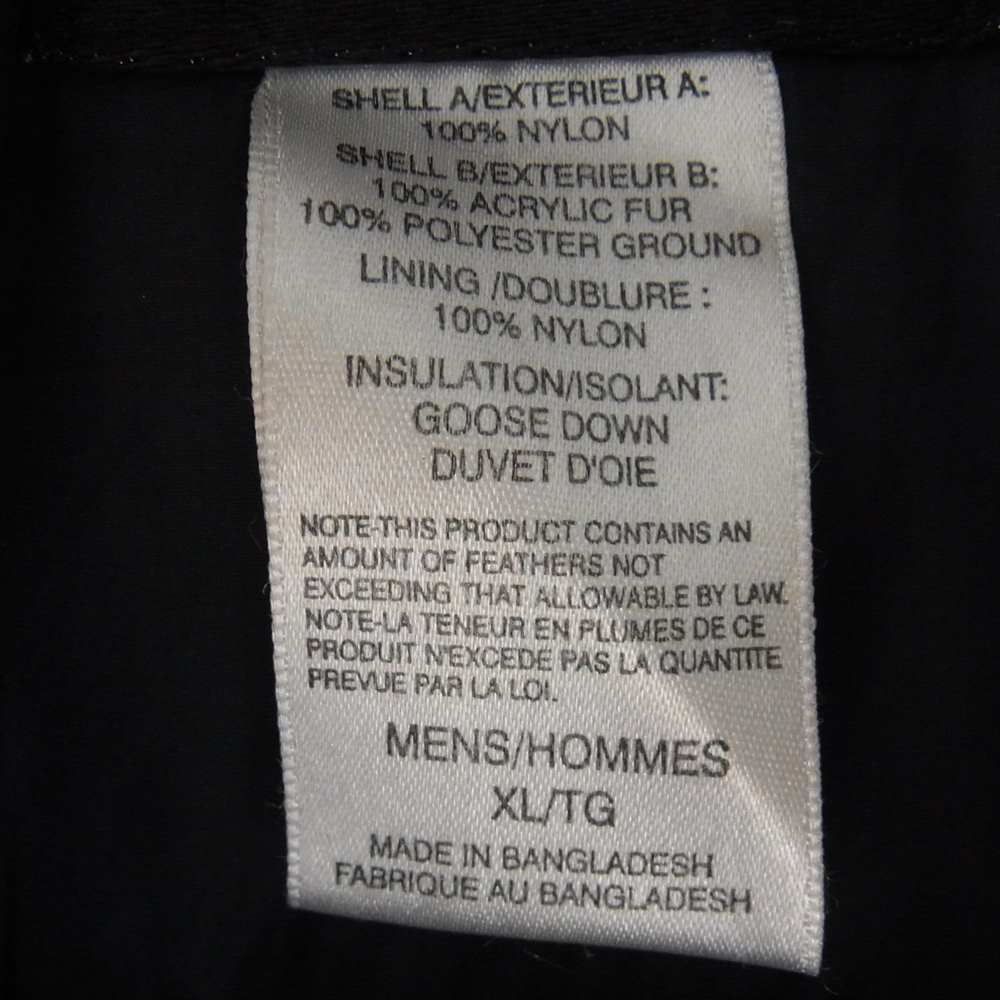 SHELL A/EXTERIEUR A:
100% NYLON
SHELL B/EXTERIEUR B:
100% ACRYLIC FUR
100% POLYESTER GROUND
LINING /DOUBLURE :
100% NYLON
INSULATION/ISOLANT:
GOOSE DOWN
DUVET D'OIE
NOTE-THIS PRODUCT CONTAINS AN
AMOUNT OF FEATHERS NOT
EXCEEDING THAT ALLOWABLE BY LAW.
NOTE-LA TENEUR EN PLUMES DE CE
PRODUIT N'EXCEDE PAS LA QUANTITE
PREVUE PAR LA LOI.
MENS/HOMMES
XL/TG
MADE IN BANGLADESH
FABRIQUE AU BANGLADESH